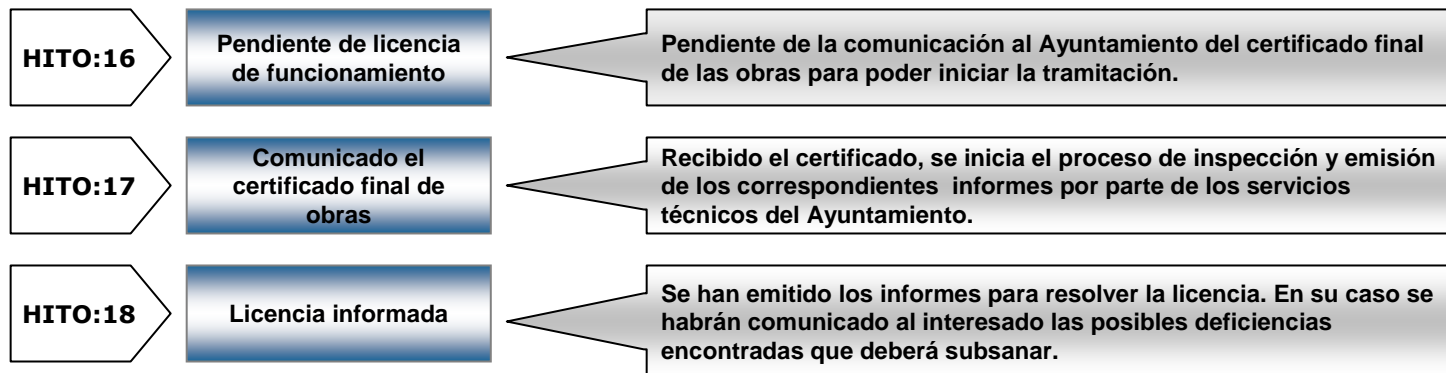 HITO:16
Pendiente de licencia
de funcionamiento
Pendiente de la comunicación al Ayuntamiento del certificado final
de las obras para poder iniciar la tramitación.
HITO:17
Comunicado el
certificado final de
obras
Recibido el certificado, se inicia el proceso de inspección y emisión
de los correspondientes informes por parte de los servicios
técnicos del Ayuntamiento.
HITO:18
Licencia informada
Se han emitido los informes para resolver la licencia. En su caso se
habrán comunicado al interesado las posibles deficiencias
encontradas que deberá subsanar.